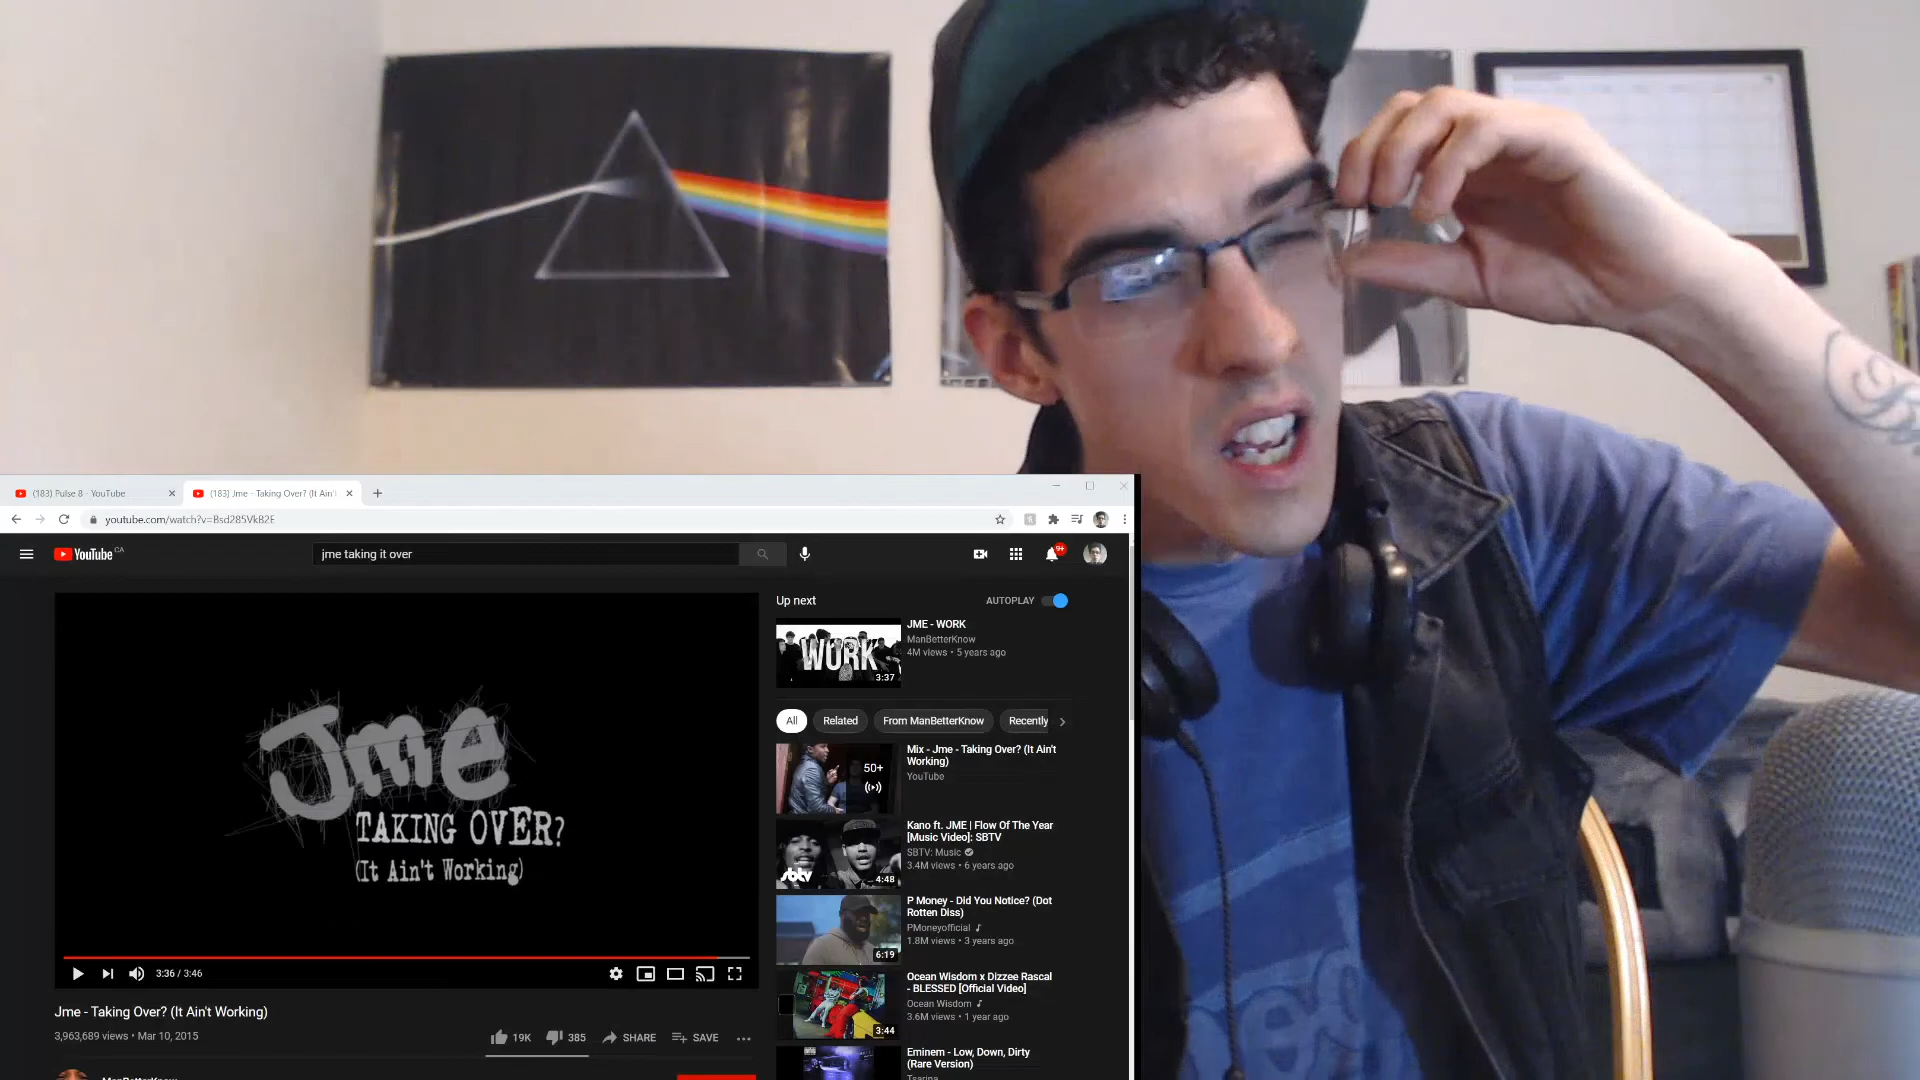 (183) Pulse 8 - YouTube
(183) Jme - Taking Over? (It Ain'
youtube.com/watch?v=Bsd285VkB2E
YouTube CA
jme taking it over
9+
Up next
AUTOPLAY
JME - WORK
ManBetterKnow
4M views • 5 years ago
WORK
3:37
All
Related
From ManBetterKnow
Recently
Mix - Jme - Taking Over? (It Ain't
Working)
YouTube
50+
Kano ft. JME | Flow Of The Year
[Music Video]: SBTV
SBTV: Music
3.4M views • 6 years ago
sbtv
4:48
P Money - Did You Notice? (Dot
Rotten Diss)
PMoneyofficial
1.8M views • 3 years ago
6:19
Ocean Wisdom x Dizzee Rascal
- BLESSED [Official Video]
Ocean Wisdom
3.6M views • 1 year ago
3:44
Eminem - Low, Down, Dirty
(Rare Version)
Jme
TAKING OVER?
(It Ain't Working)
3:36 / 3:46
Jme - Taking Over? (It Ain't Working)
3,963,689 views • Mar 10, 2015
19K
385
SHARE
SAVE
ManBetterKnow